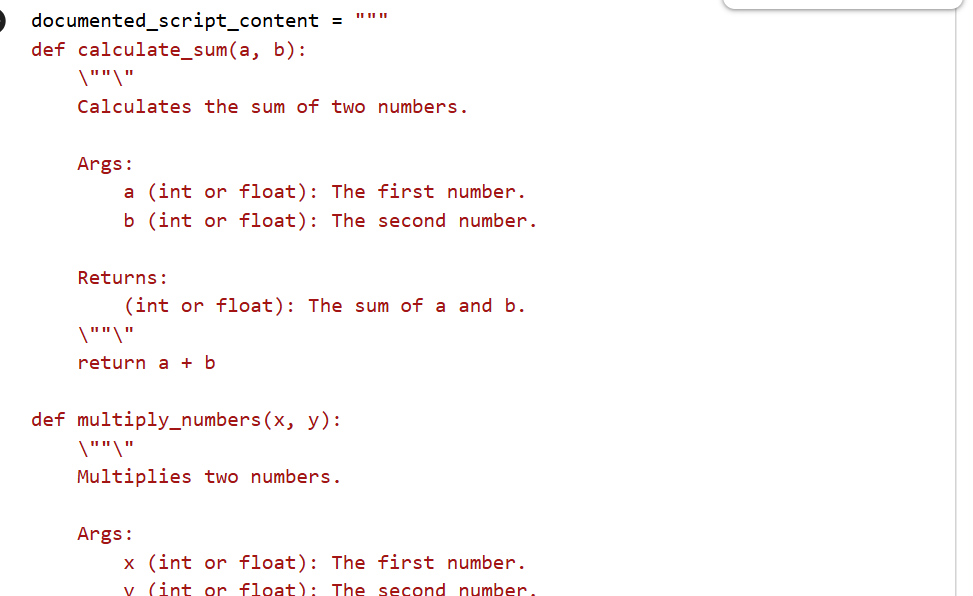 documented_script_content = """
def calculate_sum(a, b):
    \"""\"
    Calculates the sum of two numbers.

    Args:
        a (int or float): The first number.
        b (int or float): The second number.

    Returns:
        (int or float): The sum of a and b.
    \"""\"
    return a + b

def multiply_numbers(x, y):
    \"""\"
    Multiplies two numbers.

    Args:
        x (int or float): The first number.
        y (int or float): The second number.